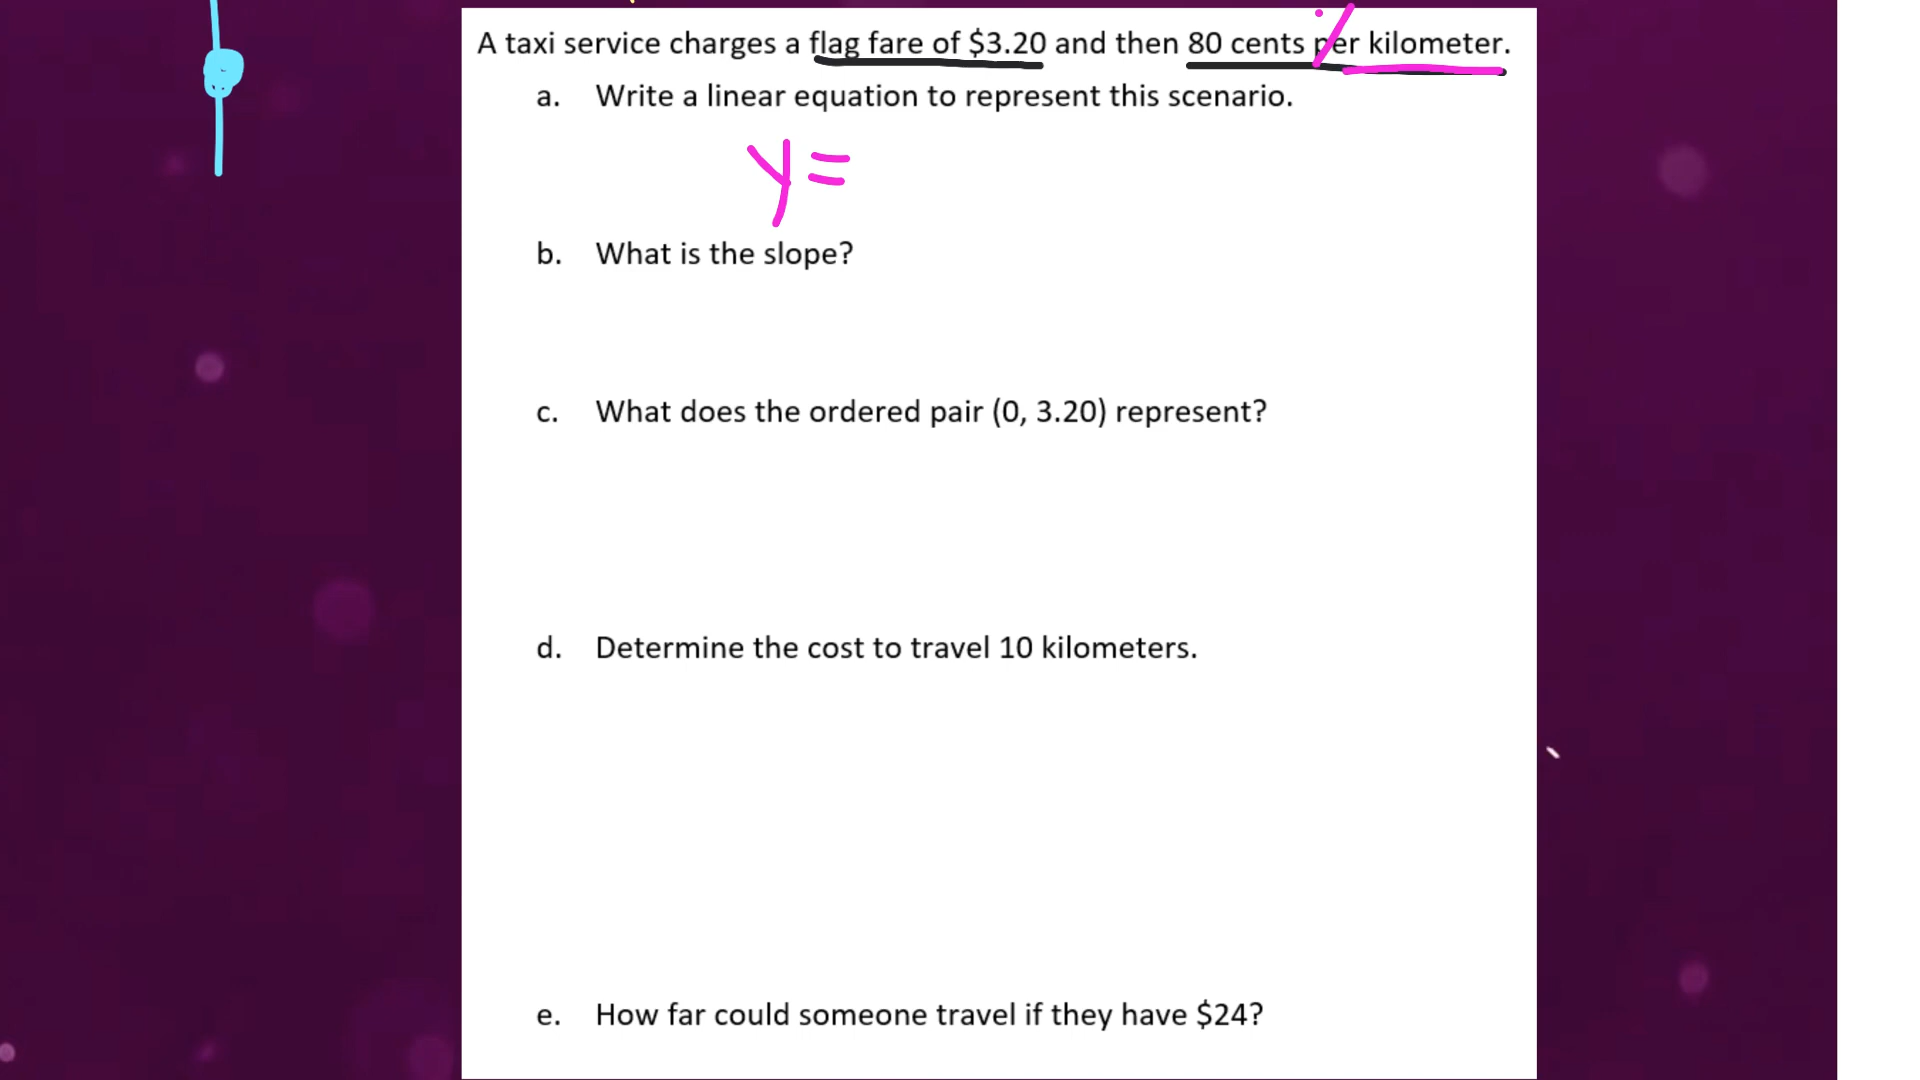 A taxi service charges a flag fare of $3.20 and then 80 cents per kilometer.
a. Write a linear equation to represent this scenario.
y=
b. What is the slope?
c. What does the ordered pair (0, 3.20) represent?
d. Determine the cost to travel 10 kilometers.
e. How far could someone travel if they have $24?